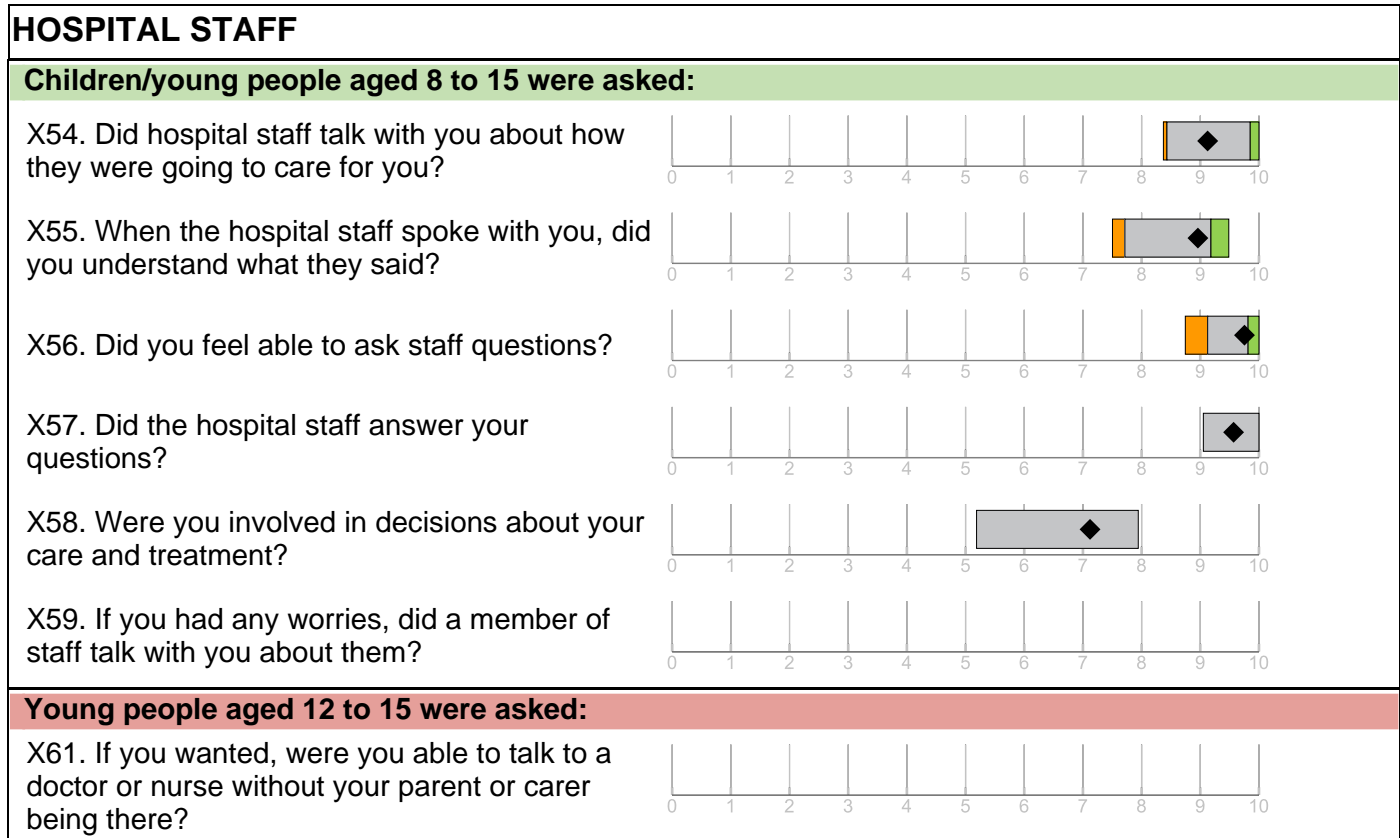 HOSPITAL STAFF
Children/young people aged 8 to 15 were asked:
X54. Did hospital staff talk with you about how
they were going to care for you?
0 1 2 3 4 5 6 7 8 9 10
X55. When the hospital staff spoke with you, did
you understand what they said?
0 1 2 3 4 5 6 7 8 9 10
X56. Did you feel able to ask staff questions?
0 1 2 3 4 5 6 7 8 9 10
X57. Did the hospital staff answer your
questions?
0 1 2 3 4 5 6 7 8 9 10
X58. Were you involved in decisions about your
care and treatment?
0 1 2 3 4 5 6 7 8 9 10
X59. If you had any worries, did a member of
staff talk with you about them?
0 1 2 3 4 5 6 7 8 9 10
Young people aged 12 to 15 were asked:
X61. If you wanted, were you able to talk to a
doctor or nurse without your parent or carer
being there?
0 1 2 3 4 5 6 7 8 9 10